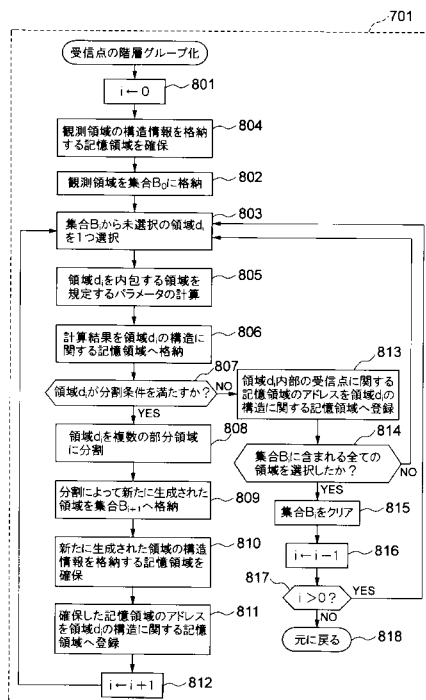 701
受信点の階層グループ化
i←0
801
観測領域の構造情報を格納
する記憶領域を確保
804
観測領域を集合B0に格納
802
集合Biから未選択の領域di
を1つ選択
803
領域diを内包する領域を
規定するパラメータの計算
805
計算結果を領域diの構造に
関する記憶領域へ格納
806
領域diが分割条件を満たすか？
807
NO
YES
領域diを複数の部分領域
に分割
808
分割によって新たに生成された
領域を集合Bi+1へ格納
809
新たに生成された領域の構造
情報を格納する記憶領域を
確保
810
確保した記憶領域のアドレス
を領域diの構造に関する記憶
領域へ登録
811
i←i+1
812
813
領域di内部の受信点に関する
記憶領域のアドレスを領域diの
構造に関する記憶領域へ登録
814
集合Biに含まれる全ての
領域を選択したか？
NO
YES
集合Biをクリア
815
i←i−1
816
817
i＞0？
YES
NO
元に戻る
818